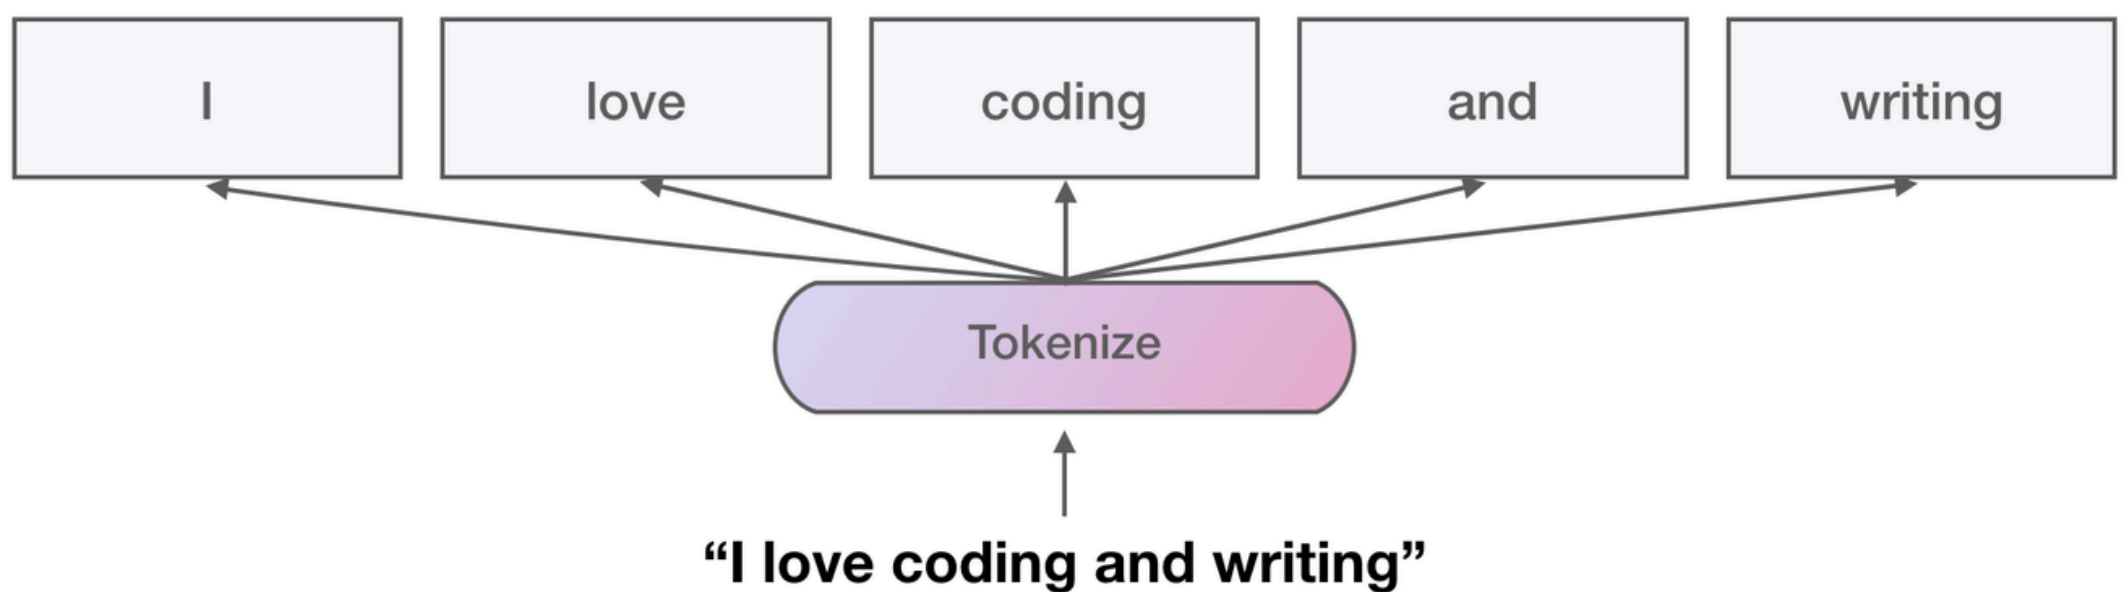 I
love
coding
and
writing
Tokenize
“I love coding and writing”